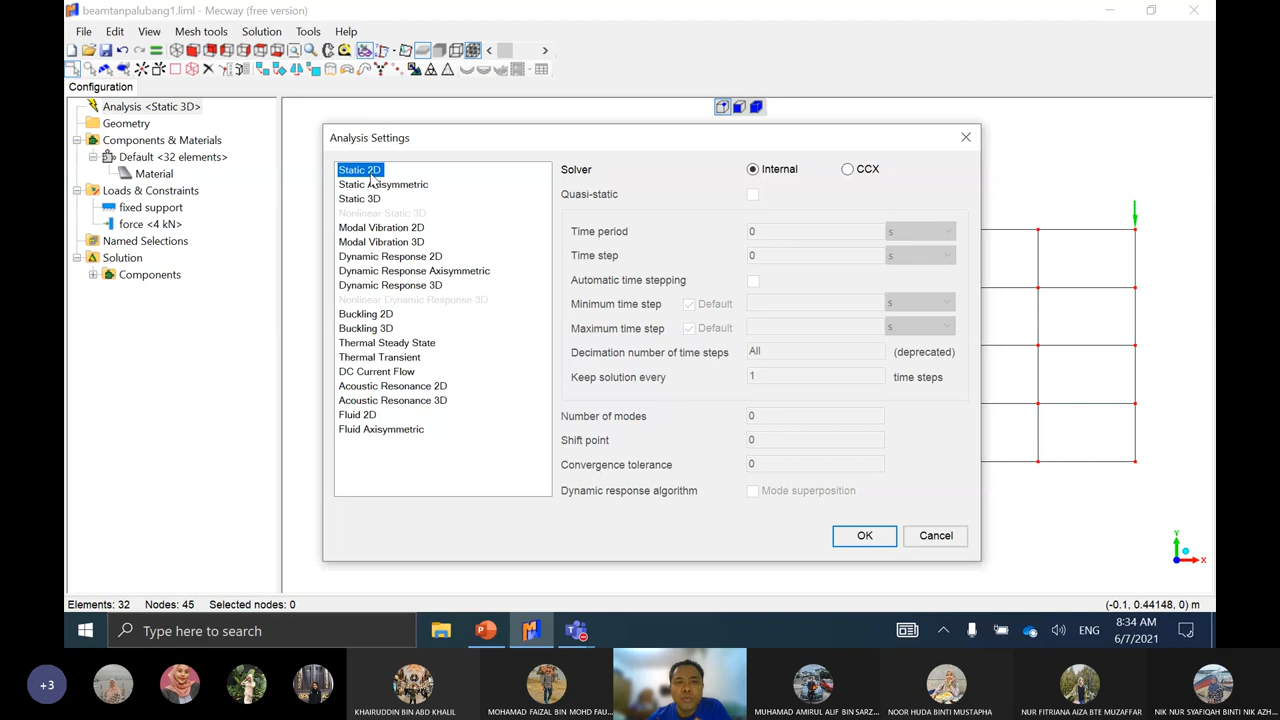 beamtanpalubang1.liml - Mecway (free version)
File Edit View Mesh tools Solution Tools Help
Configuration
Analysis <Static 3D>
Geometry
Components & Materials
Default <32 elements>
Material
Loads & Constraints
fixed support
force <4 kN>
Named Selections
Solution
Components
Analysis Settings
Static 2D
Static Axisymmetric
Static 3D
Nonlinear Static 3D
Modal Vibration 2D
Modal Vibration 3D
Dynamic Response 2D
Dynamic Response Axisymmetric
Dynamic Response 3D
Nonlinear Dynamic Response 3D
Buckling 2D
Buckling 3D
Thermal Steady State
Thermal Transient
DC Current Flow
Acoustic Resonance 2D
Acoustic Resonance 3D
Fluid 2D
Fluid Axisymmetric
Solver Internal CCX
Quasi-static
Time period 0 s
Time step 0 s
Automatic time stepping
Minimum time step Default s
Maximum time step Default s
Decimation number of time steps All (deprecated)
Keep solution every 1 time steps
Number of modes 0
Shift point 0
Convergence tolerance 0
Dynamic response algorithm Mode superposition
OK Cancel
Y
X
Elements: 32 Nodes: 45 Selected nodes: 0 (-0.1, 0.44148, 0) m
Type here to search
ENG
8:34 AM
6/7/2021
+3
KHAIRUDDIN BIN ABD KHALIL
MOHAMAD FAIZAL BIN MOHD FAU...
MUHAMAD AMIRUL ALIF BIN SARZ...
NOOR HUDA BINTI MUSTAPHA
NUR FITRIANA AIZA BTE MUZAFFAR
NIK NUR SYAFIQAH BINTI NIK AZH...